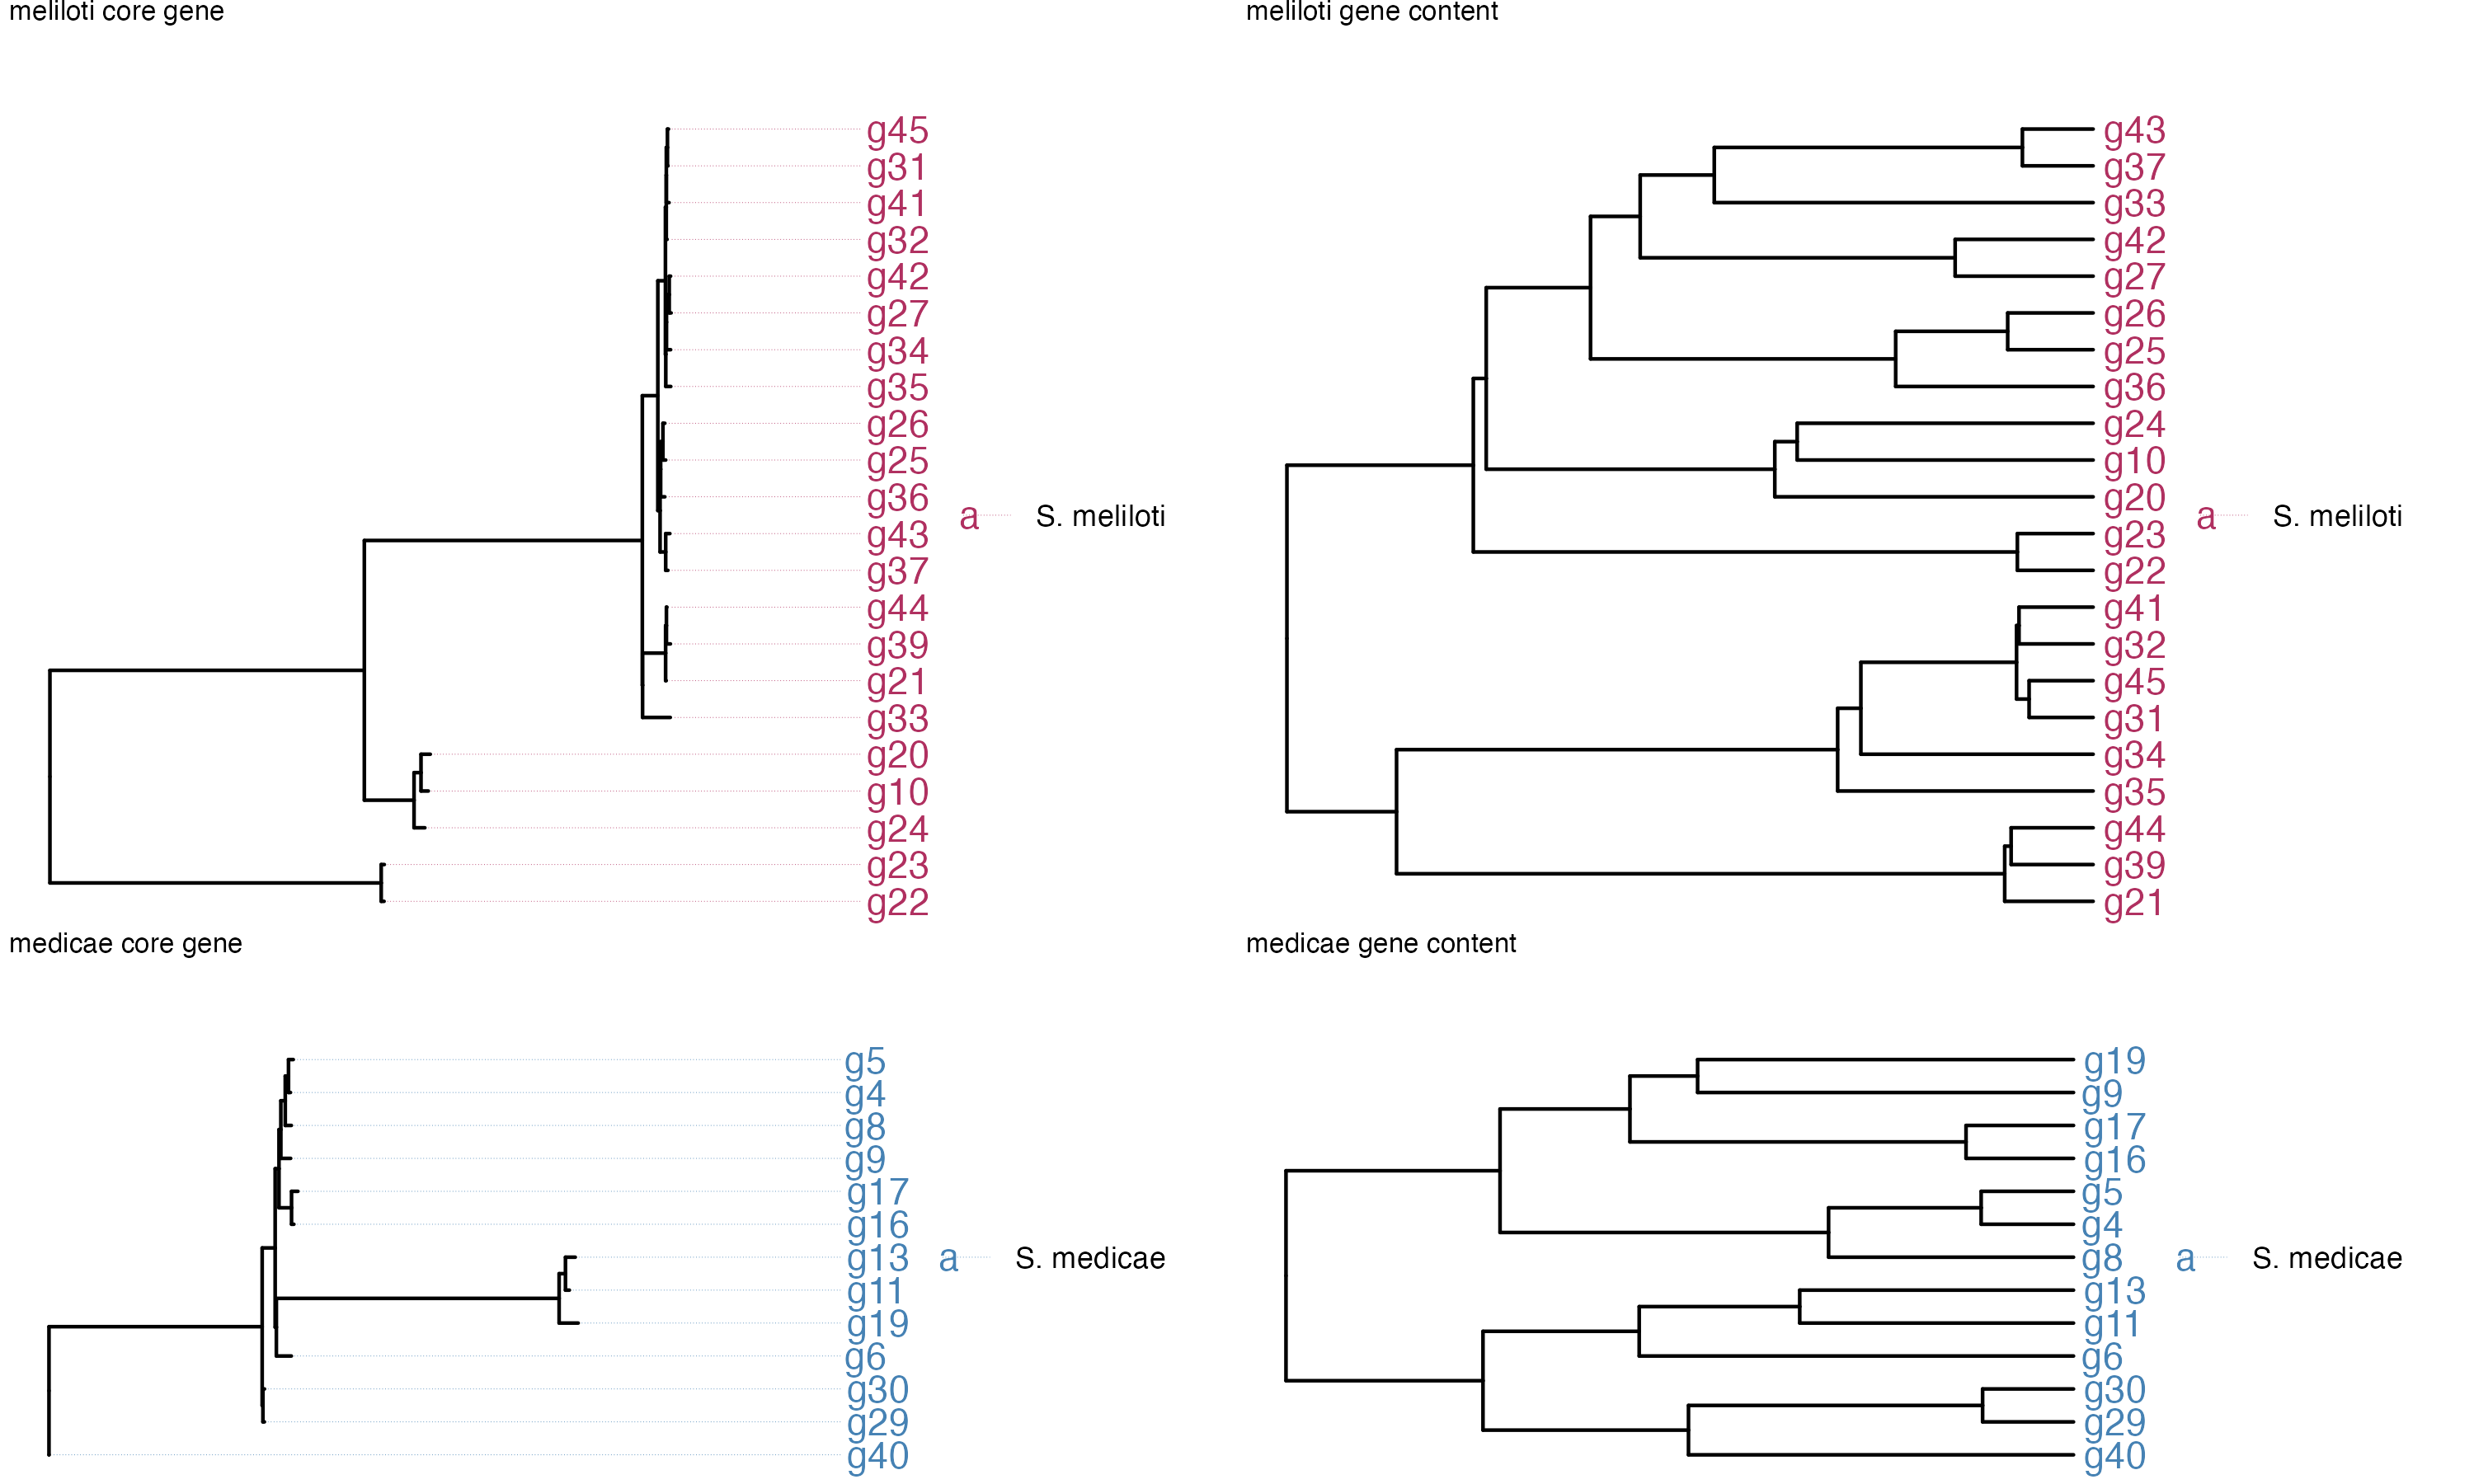 meliloti core gene
g45
g31
g41
g32
g42
g27
g34
g35
g26
g25
g36
g43
g37
g44
g39
g21
g33
g20
g10
g24
g23
g22
a S. meliloti
meliloti gene content
g43
g37
g33
g42
g27
g26
g25
g36
g24
g10
g20
g23
g22
g41
g32
g45
g31
g34
g35
g44
g39
g21
a S. meliloti
medicae core gene
g5
g4
g8
g9
g17
g16
g13
g11
g19
g6
g30
g29
g40
a S. medicae
medicae gene content
g19
g9
g17
g16
g5
g4
g8
g13
g11
g6
g30
g29
g40
a S. medicae